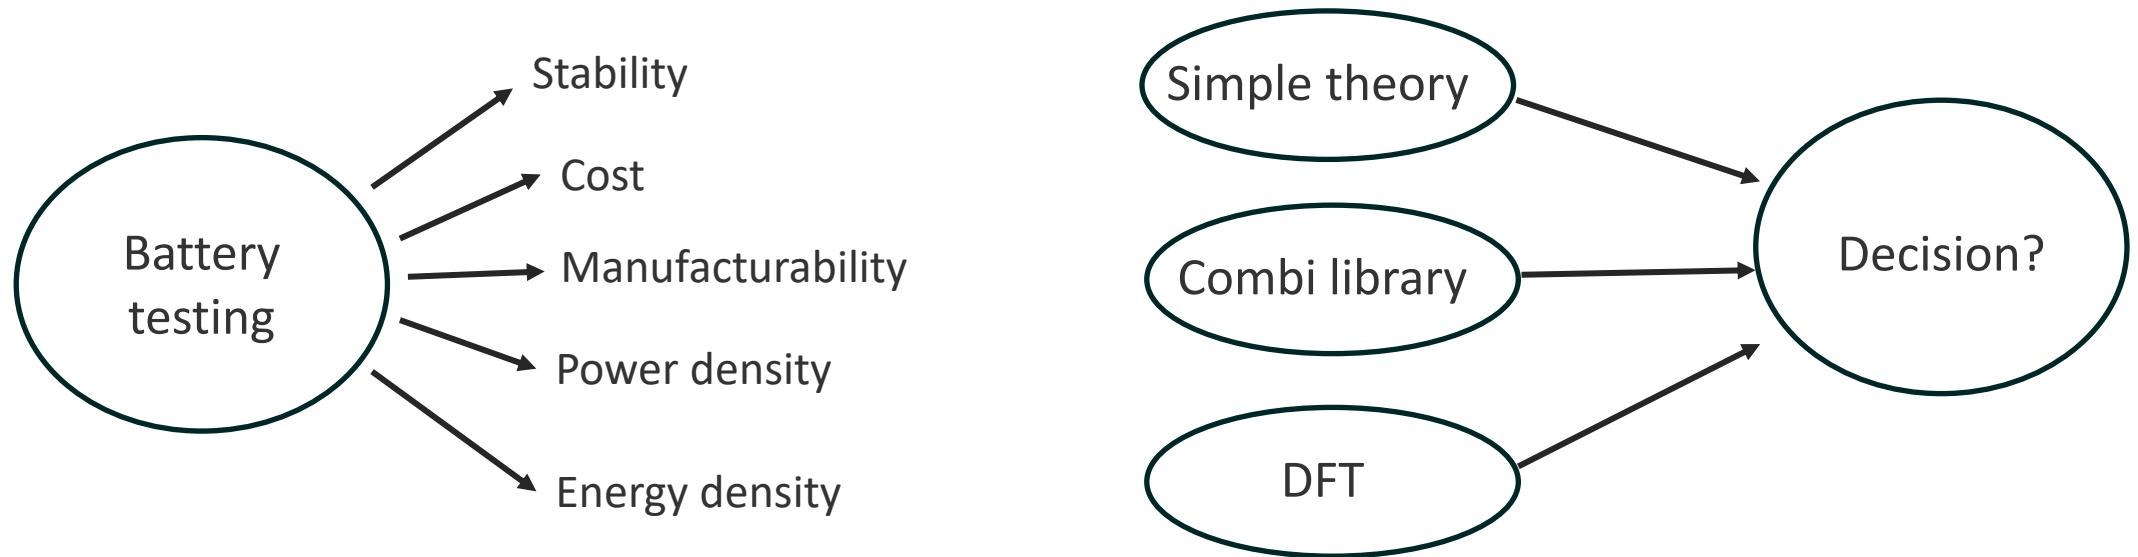 Battery
testing
Stability
Cost
Manufacturability
Power density
Energy density
Simple theory
Combi library
DFT
Decision?